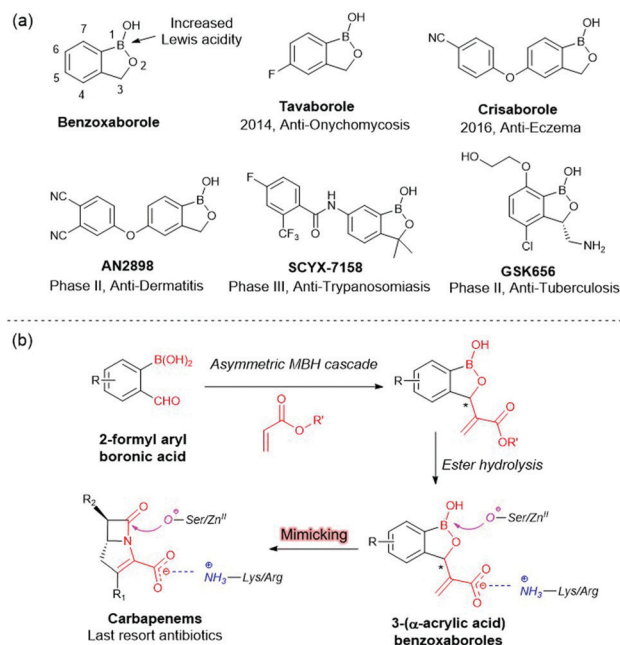 (a)
OH
Increased
Lewis acidity
7
1
B
6
O 2
5
4
3
Benzoxaborole
OH
B
O
F
Tavaborole
2014, Anti-Onychomycosis
NC
OH
B
O
O
Crisaborole
2016, Anti-Eczema
NC
NC
O
OH
B
O
AN2898
Phase II, Anti-Dermatitis
F
CF3
O
H
N
OH
B
O
SCYX-7158
Phase III, Anti-Trypanosomiasis
HO
O
OH
B
O
Cl
NH2
GSK656
Phase II, Anti-Tuberculosis
(b)
R
B(OH)2
CHO
2-formyl aryl
boronic acid
Asymmetric MBH cascade
O
O
R'
R
OH
B
O
*
O
OR'
Ester hydrolysis
R2
O
N
R1
O
O
⊖
⊖
O
Ser/ZnII
⊕
NH3
Lys/Arg
Carbapenems
Last resort antibiotics
Mimicking
R
OH
B
O
*
O
O
⊖
⊖
O
Ser/ZnII
⊕
NH3
Lys/Arg
3-(α-acrylic acid)
benzoxaboroles